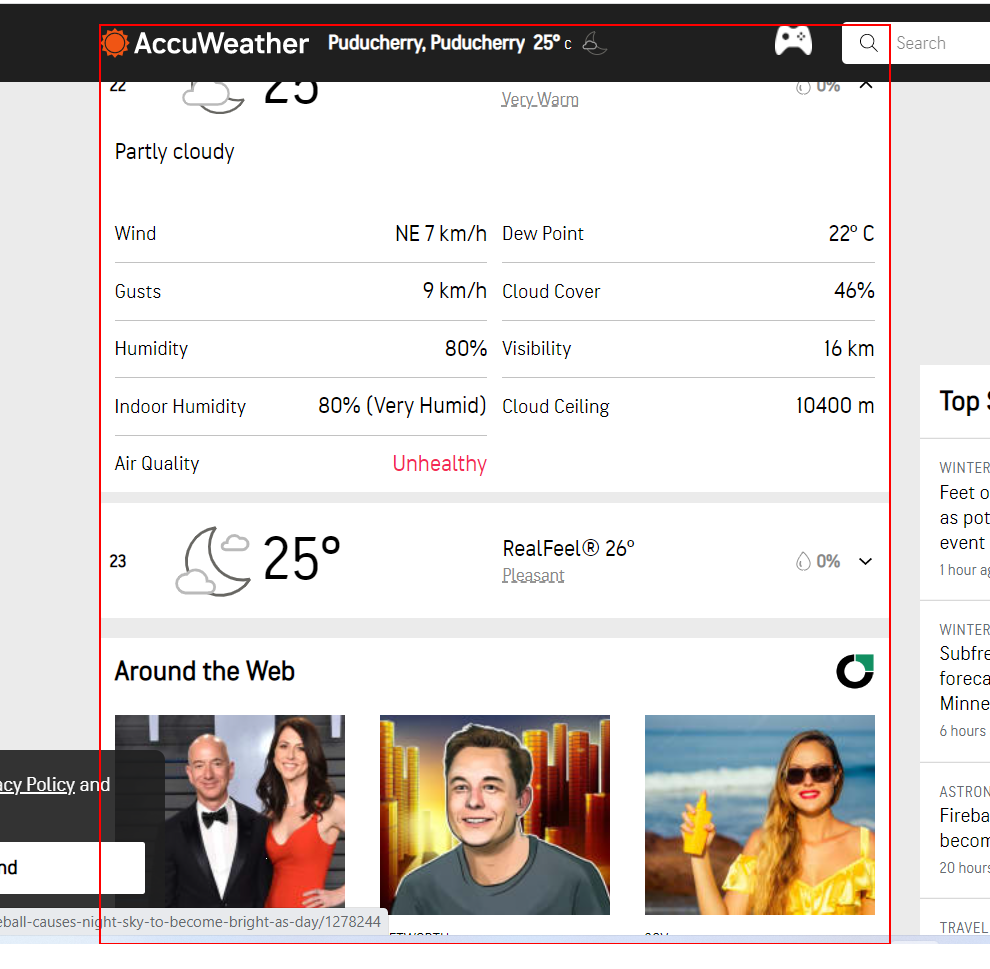 AccuWeather Puducherry, Puducherry 25° C Search
22 25 Very Warm 0%
Partly cloudy
Wind NE 7 km/h Dew Point 22° C
Gusts 9 km/h Cloud Cover 46%
Humidity 80% Visibility 16 km
Indoor Humidity 80% (Very Humid) Cloud Ceiling 10400 m
Air Quality Unhealthy
23 25° RealFeel® 26° Pleasant 0%
Around the Web
acy Policy and
nd
eball-causes-night-sky-to-become-bright-as-day/1278244
Top S
WINTER
Feet o
as pot
event
1 hour ag
WINTER
Subfre
foreca
Minne
6 hours
ASTRON
Fireba
becom
20 hours
TRAVEL